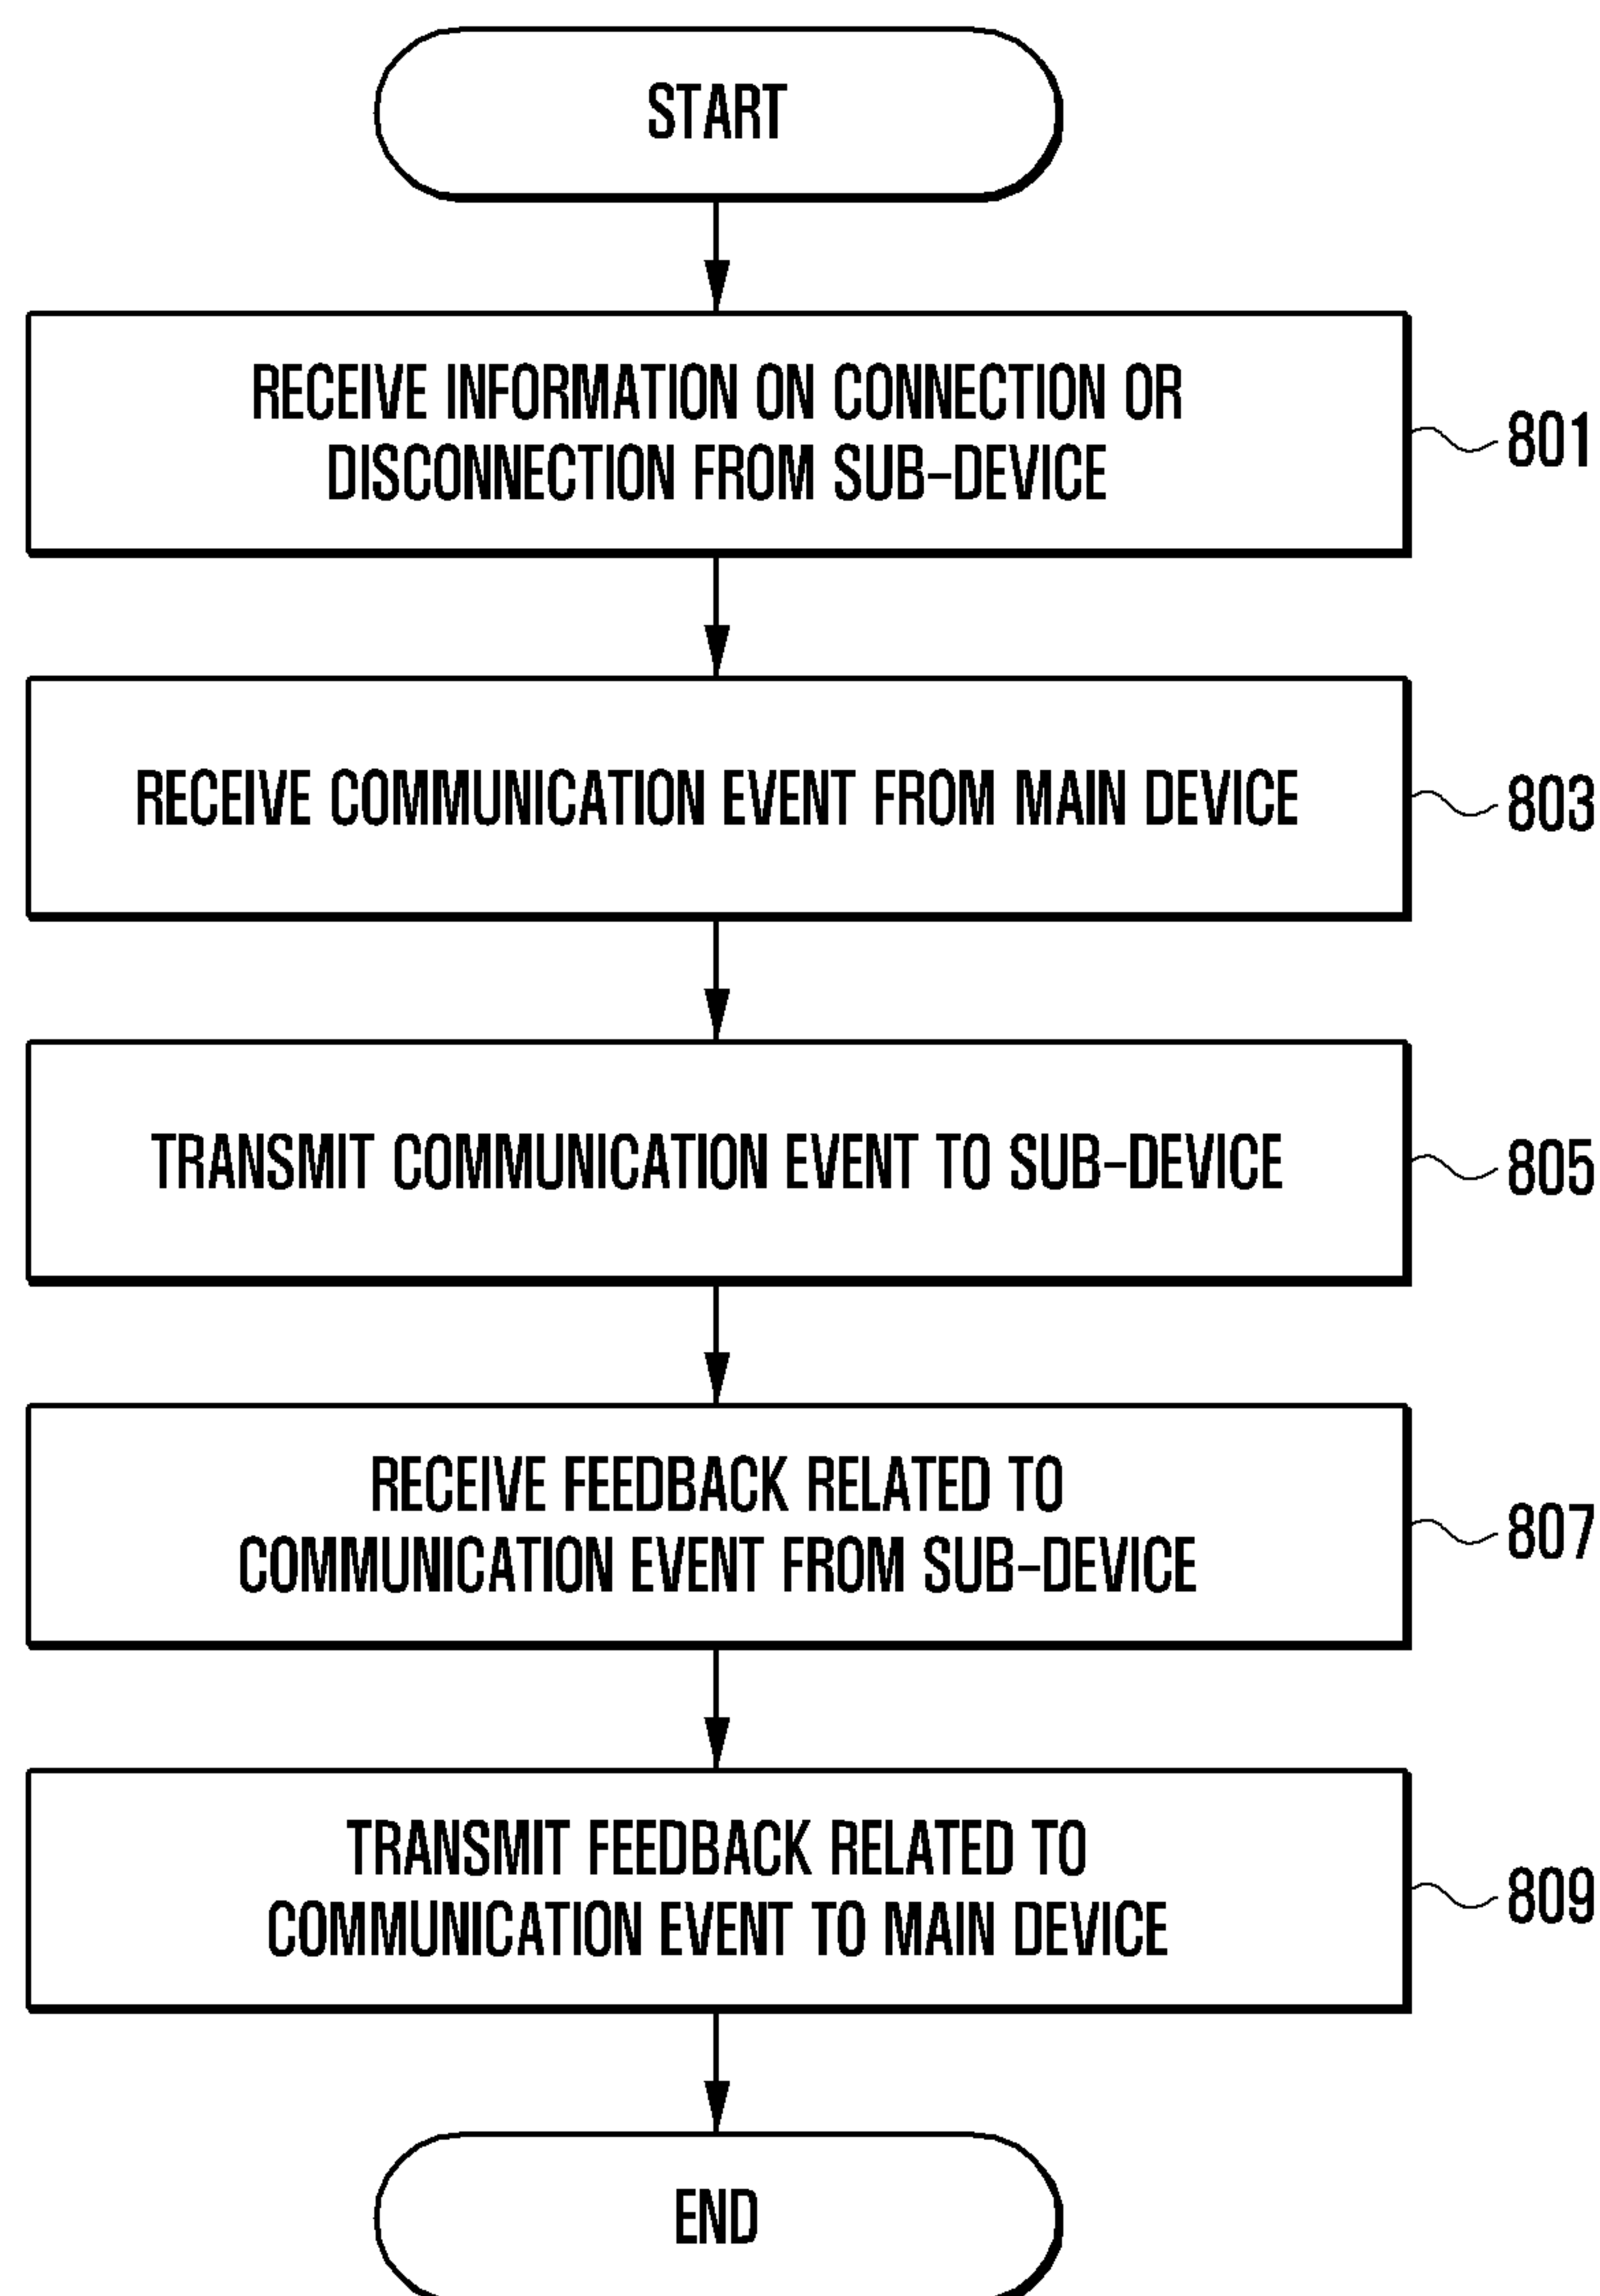 START
RECEIVE INFORMATION ON CONNECTION OR
DISCONNECTION FROM SUB-DEVICE
801
RECEIVE COMMUNICATION EVENT FROM MAIN DEVICE
803
TRANSMIT COMMUNICATION EVENT TO SUB-DEVICE
805
RECEIVE FEEDBACK RELATED TO
COMMUNICATION EVENT FROM SUB-DEVICE
807
TRANSMIT FEEDBACK RELATED TO
COMMUNICATION EVENT TO MAIN DEVICE
809
END